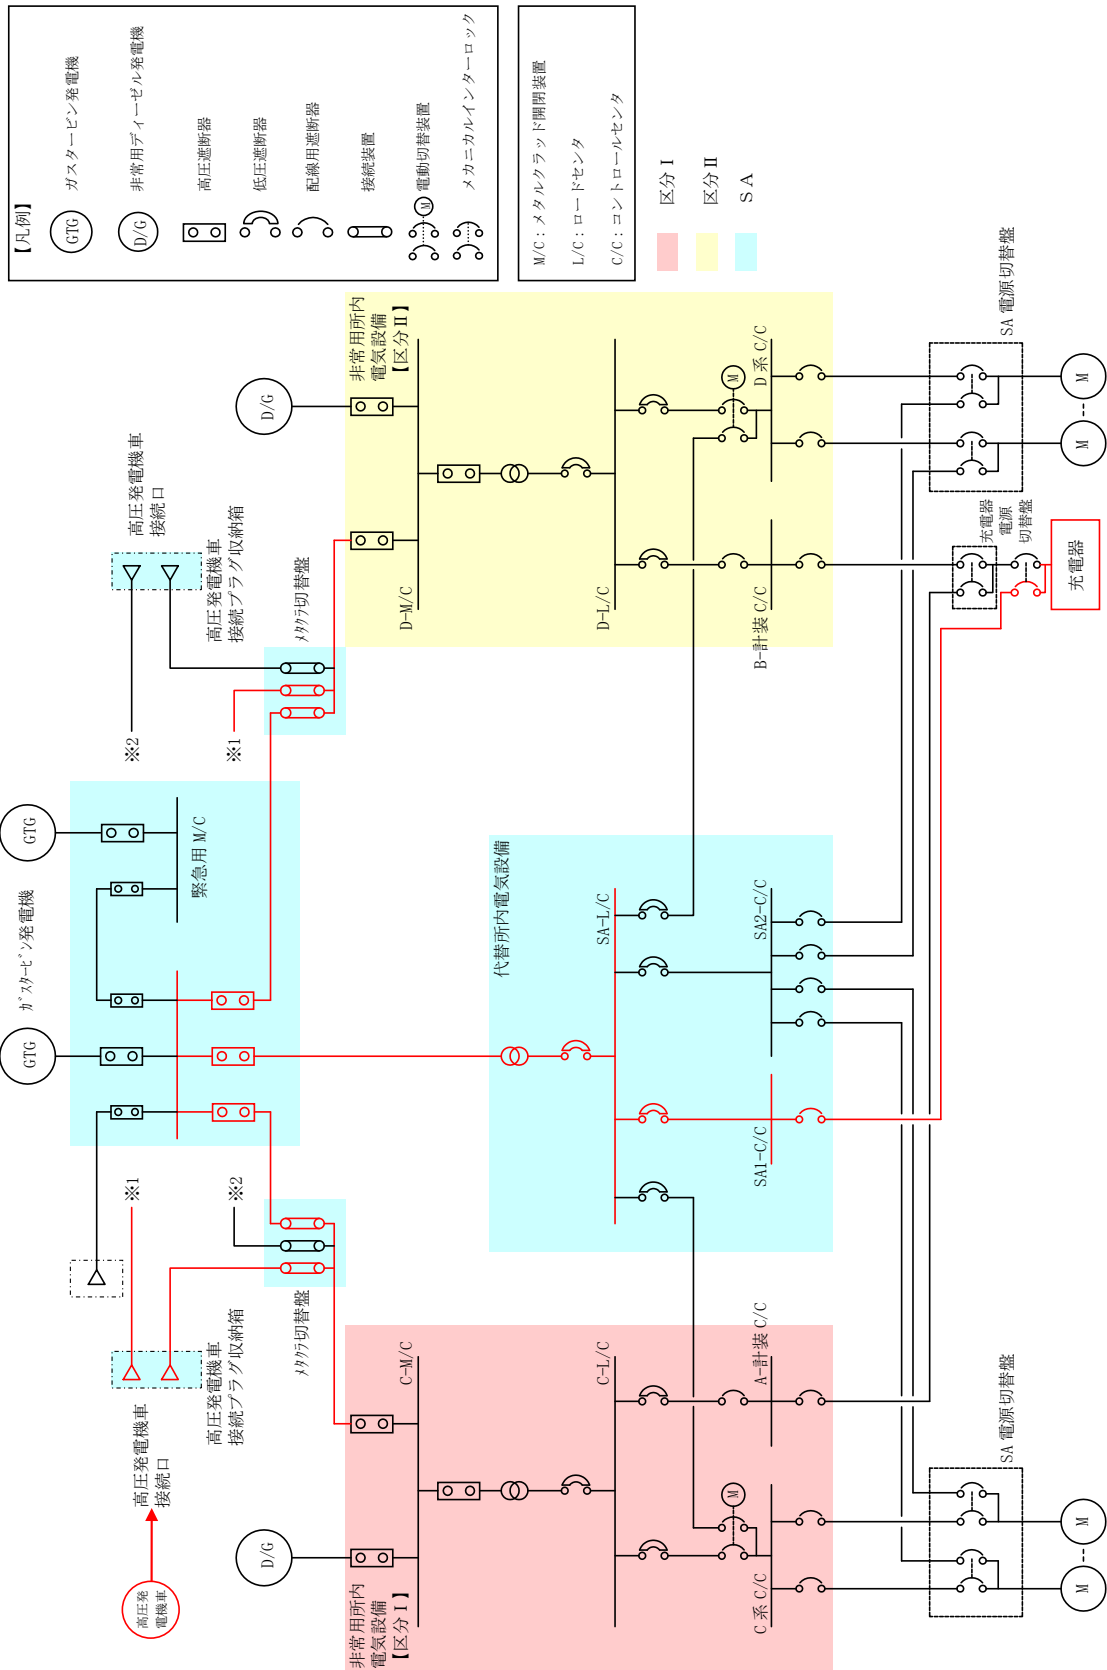 【凡例】
GTG
ガスタービン発電機
D/G
非常用ディーゼル発電機
高圧遮断器
低圧遮断器
配線用遮断器
接続装置
M
電動切替装置
メカニカルインターロック
M/C：メタルクラッド開閉装置
L/C：ロードセンタ
C/C：コントロールセンタ
区分Ⅰ
区分Ⅱ
ＳＡ
高圧発
電機車
高圧発電機車
接続口
高圧発電機車
接続プラグ収納箱
※1
※2
GTG
ｶﾞｽﾀｰﾋﾞﾝ発電機
GTG
緊急用 M/C
※2
※1
高圧発電機車
接続口
高圧発電機車
接続プラグ収納箱
ﾒﾀｸﾗ切替盤
ﾒﾀｸﾗ切替盤
D/G
D/G
非常用所内
電気設備
【区分Ⅰ】
C-M/C
C-L/C
M
C 系 C/C
A-計装 C/C
代替所内電気設備
SA-L/C
SA1-C/C
SA2-C/C
非常用所内
電気設備
【区分Ⅱ】
D-M/C
D-L/C
M
B-計装 C/C
D 系 C/C
SA 電源切替盤
M
M
充電器
電源
切替盤
充電器
SA 電源切替盤
M
M